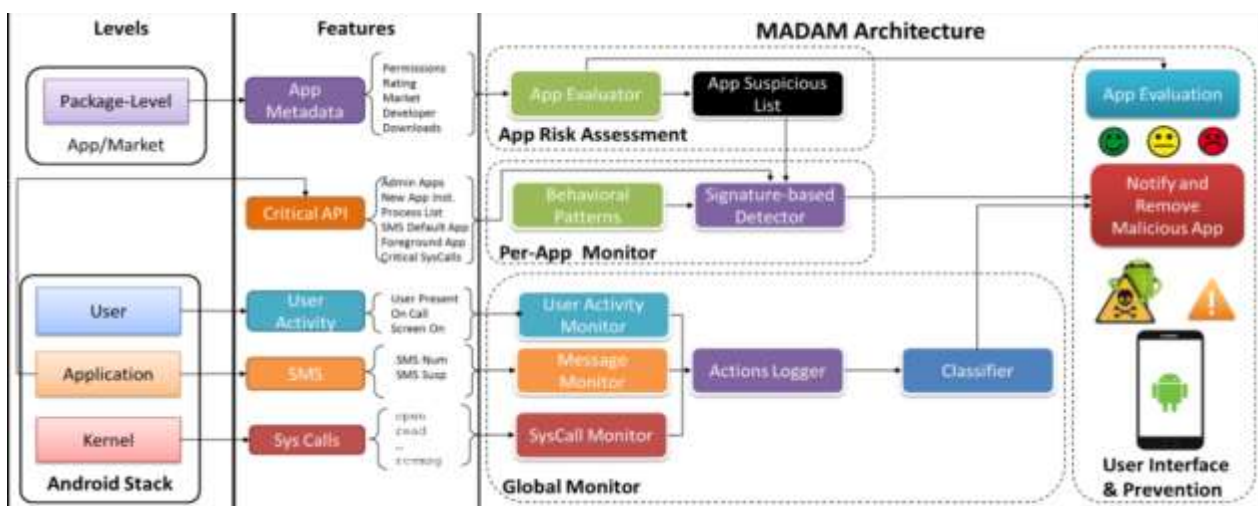 Levels
Features
MADAM Architecture
Package-Level
App/Market
App
Metadata
Permissions
Rating
Market
Developer
Downloads
App Evaluator
App Suspicious
List
App Risk Assessment
App Evaluation
Critical API
Admin Apps
New App Inst.
Process List
SMS Default App
Foreground App
Critical SysCalls
Behavioral
Patterns
Signature-based
Detector
Per-App Monitor
Notify and
Remove
Malicious App
User
Application
Kernel
Android Stack
User
Activity
User Present
On Call
Screen On
SMS
SMS Num
SMS Susp
Sys Calls
open
read
...
User Activity
Monitor
Message
Monitor
SysCall Monitor
Actions Logger
Classifier
Global Monitor
User Interface
& Prevention